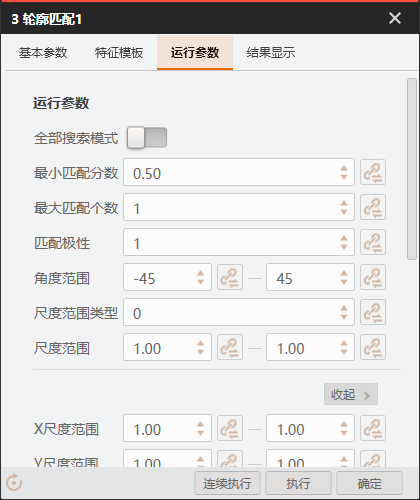 3 轮廓匹配1
基本参数 特征模板 运行参数 结果显示
运行参数
全部搜索模式
最小匹配分数 0.50
最大匹配个数 1
匹配极性 1
角度范围 -45 — 45
尺度范围类型 0
尺度范围 1.00 — 1.00
收起 >
X尺度范围 1.00 — 1.00
Y尺度范围 1.00 — 1.00
连续执行 执行 确定